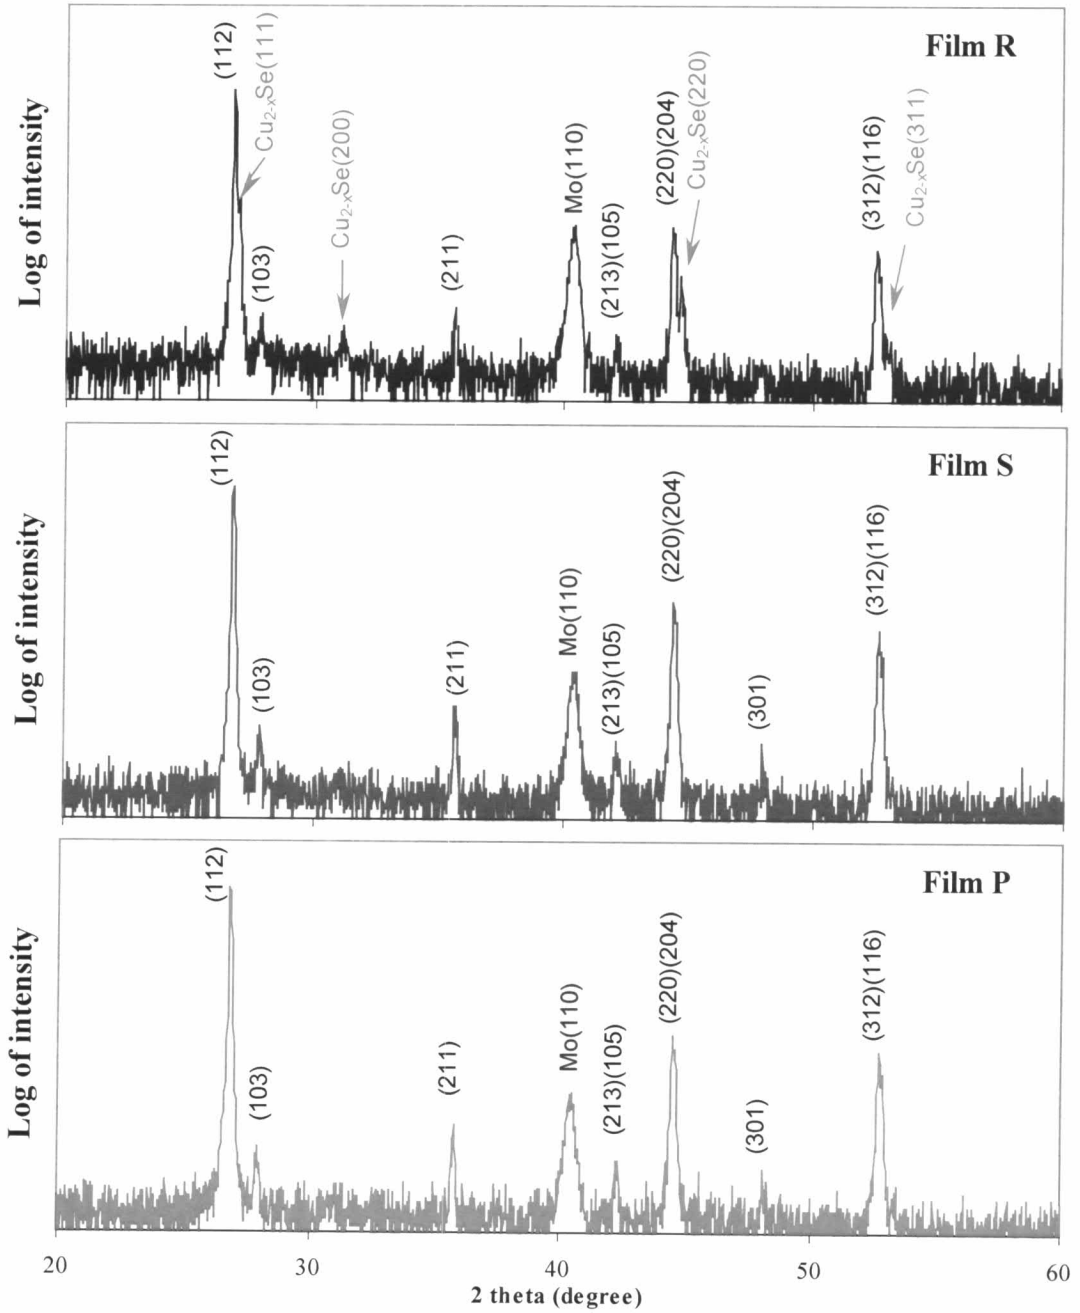 Film R
Log of intensity
(112)
Cu2-xSe(111)
(103)
Cu2-xSe(200)
(211)
Mo(110)
(213)(105)
(220)(204)
Cu2-xSe(220)
(312)(116)
Cu2-xSe(311)
Film S
Log of intensity
(112)
(103)
(211)
Mo(110)
(213)(105)
(220)(204)
(301)
(312)(116)
Film P
Log of intensity
(112)
(103)
(211)
Mo(110)
(213)(105)
(220)(204)
(301)
(312)(116)
20 30 40 50 60
2 theta (degree)